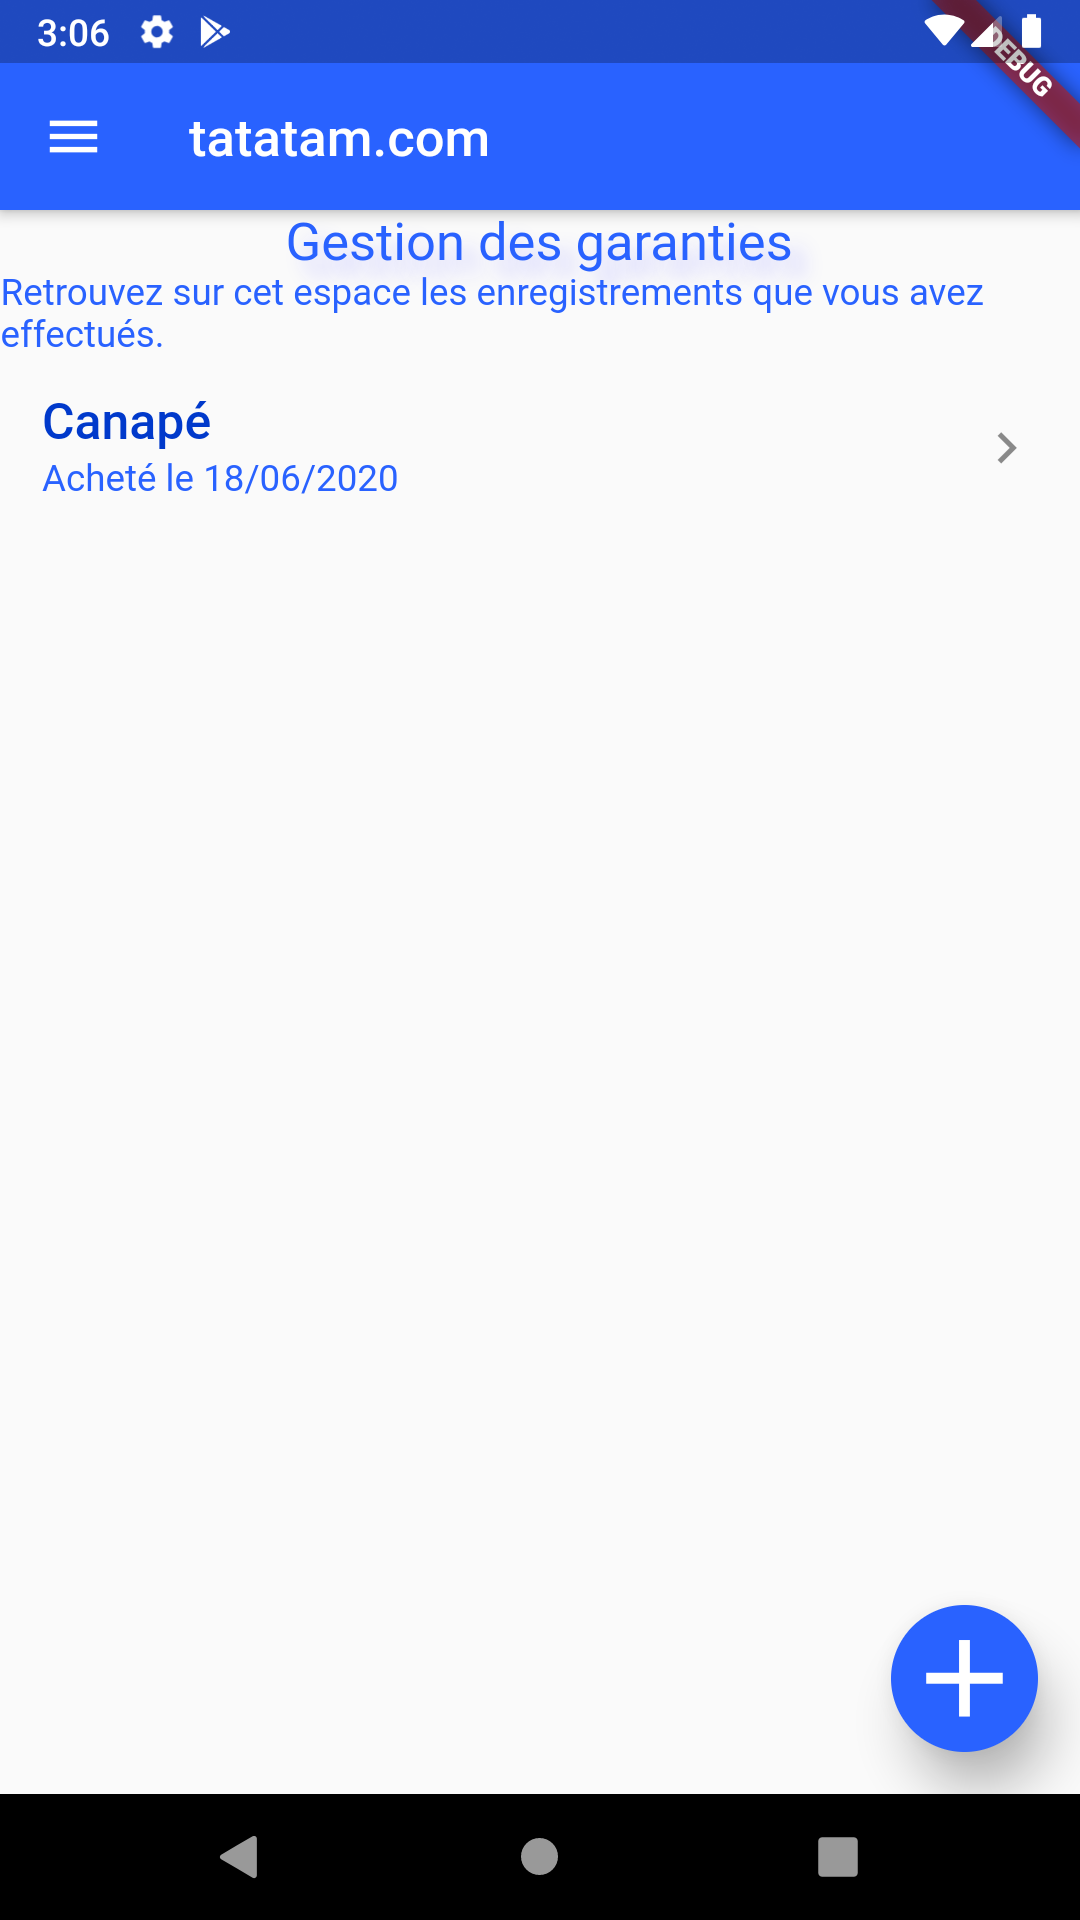 3:06
DEBUG
tatatam.com
Gestion des garanties
Retrouvez sur cet espace les enregistrements que vous avez
effectués.
Canapé
Acheté le 18/06/2020